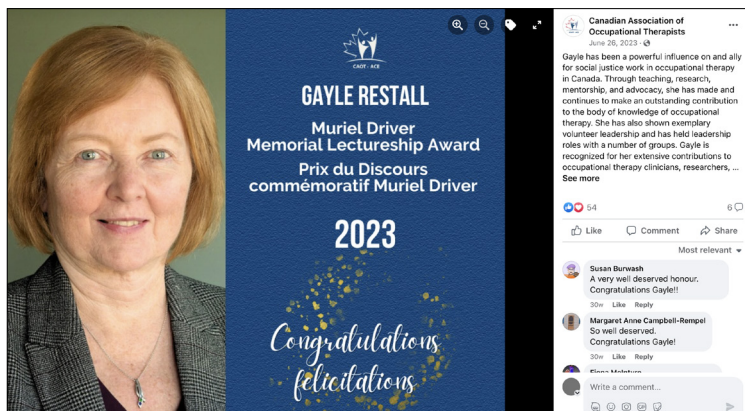 CAOT - ACE
GAYLE RESTALL
Muriel Driver
Memorial Lectureship Award
Prix du Discours
commémoratif Muriel Driver
2023
Congratulations
félicitations
Canadian Association of
Occupational Therapists
June 26, 2023 ·
Gayle has been a powerful influence on and ally
for social justice work in occupational therapy
in Canada. Through teaching, research,
mentorship, and advocacy, she has made and
continues to make an outstanding contribution
to the body of knowledge of occupational
therapy. She has also shown exemplary
volunteer leadership and has held leadership
roles with a number of groups. Gayle is
recognized for her extensive contributions to
occupational therapy clinicians, researchers, ...
See more
54
6
Like Comment Share
Most relevant
Susan Burwash
A very well deserved honour.
Congratulations Gayle!!
30w Like Reply
Margaret Anne Campbell-Rempel
So well deserved.
Congratulations Gayle!
30w Like Reply
Fiona McIntyre
Write a comment...
GIF